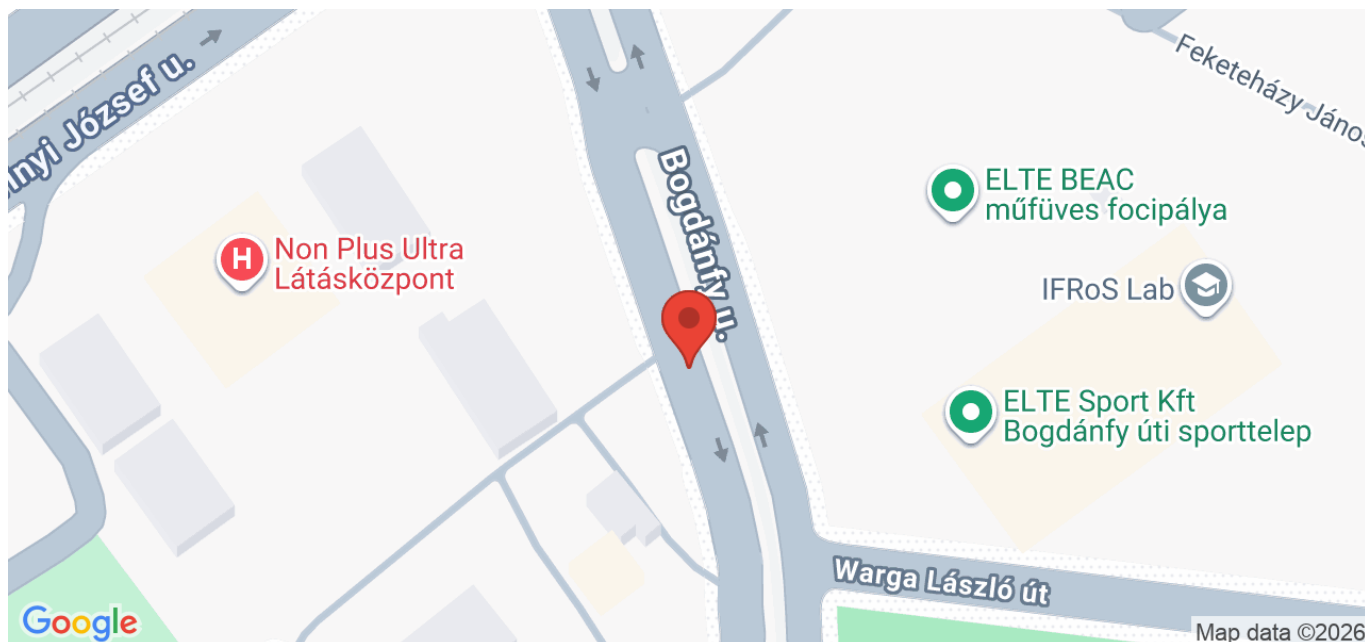 nyi József u.
Feketeházy János
Bogdánfy u.
ELTE BEAC
műfüves focipálya
Non Plus Ultra
Látásközpont
H
IFRoS Lab
ELTE Sport Kft
Bogdánfy úti sporttelep
Warga László út
Google
Map data ©2026